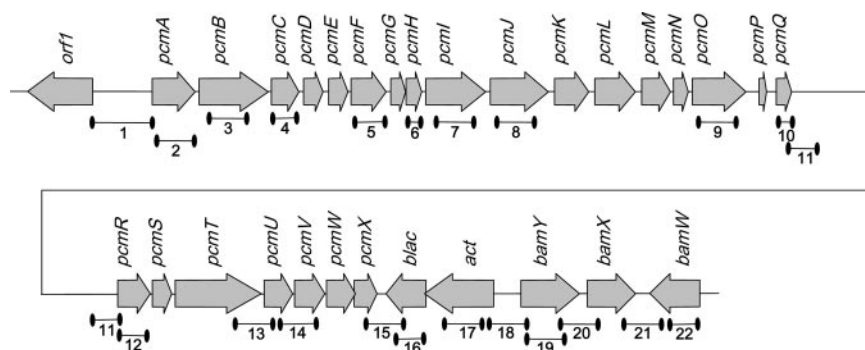 orf1 pcmA pcmB pcmC pcmD pcmE pcmF pcmG pcmH pcmI pcmJ pcmK pcmL pcmM pcmN pcmO pcmP pcmQ
1 2 3 4 5 6 7 8 9 10 11
pcmR pcmS pcmT pcmU pcmV pcmW pcmX blac act bamY bamX bamW
11 12 13 14 15 16 17 18 19 20 21 22